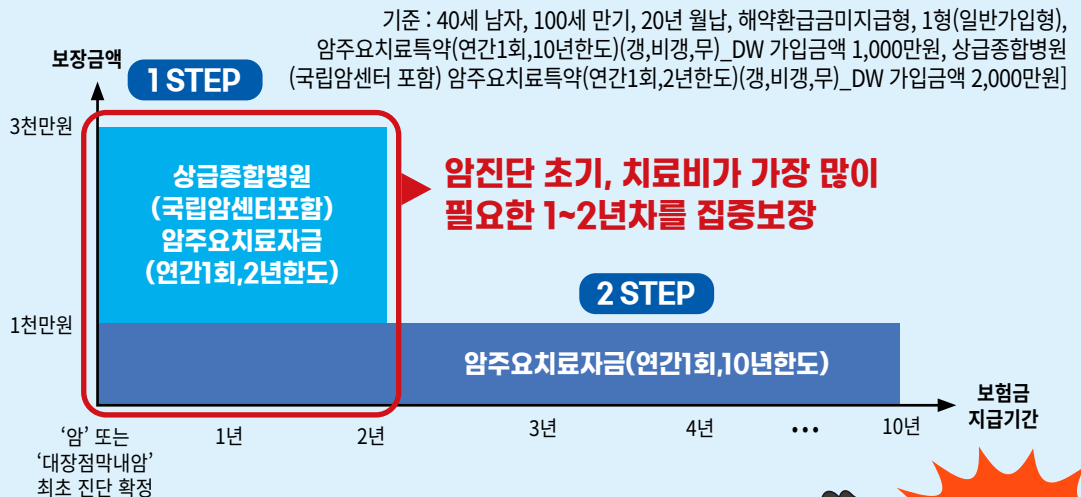 기준 : 40세 남자, 100세 만기, 20년 월납, 해약환급금미지급형, 1형(일반가입형),
암주요치료특약(연간1회,10년한도)(갱,비갱,무)_DW 가입금액 1,000만원, 상급종합병원
(국립암센터 포함) 암주요치료특약(연간1회,2년한도)(갱,비갱,무)_DW 가입금액 2,000만원]
보장금액
1 STEP
3천만원
상급종합병원
(국립암센터포함)
암주요치료자금
(연간1회,2년한도)
암진단 초기, 치료비가 가장 많이
필요한 1~2년차를 집중보장
2 STEP
1천만원
암주요치료자금(연간1회,10년한도)
보험금
지급기간
‘암’ 또는
‘대장점막내암’
최초 진단 확정
1년
2년
3년
4년
•••
10년